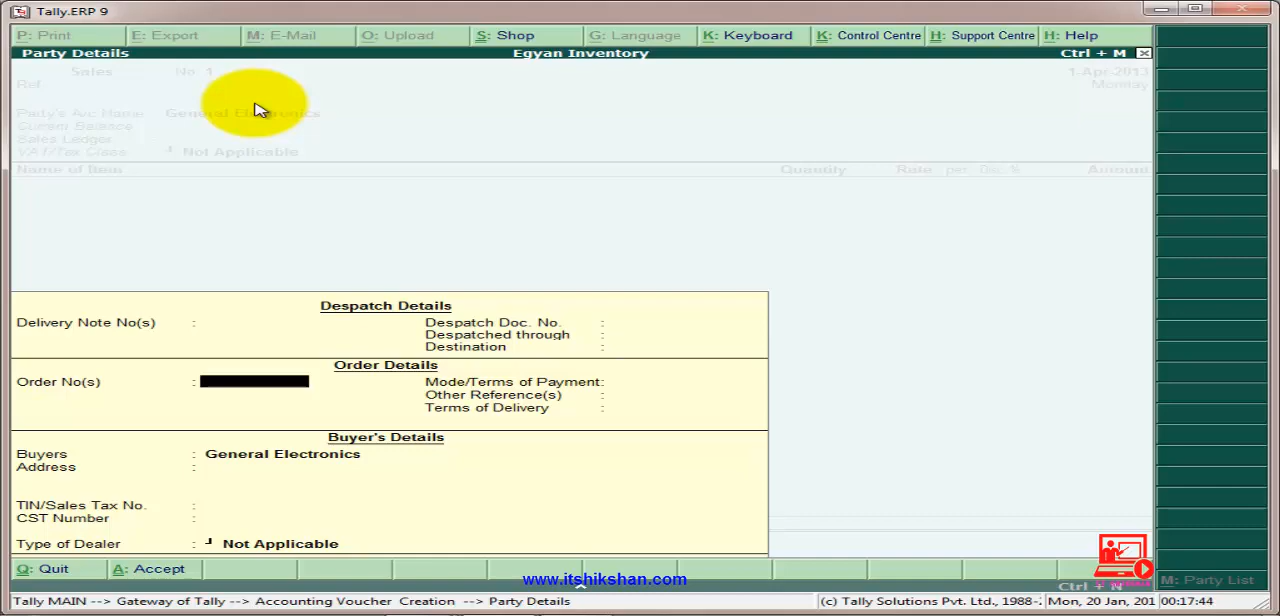 Tally.ERP 9
P: Print E: Export M: E-Mail O: Upload S: Shop G: Language K: Keyboard K: Control Centre H: Support Centre H: Help
Party Details Egyan Inventory Ctrl + M
Sales No. 1 1-Apr-2013
Ref. Monday
Party's A/c Name General Electronics
Current Balance
Sales Ledger
VAT/Tax Class Not Applicable
Name of Item Quantity Rate per Disc % Amount
Despatch Details
Delivery Note No(s) : Despatch Doc. No. :
Despatched through :
Destination :
Order Details
Order No(s) : Mode/Terms of Payment:
Other Reference(s) :
Terms of Delivery :
Buyer's Details
Buyers : General Electronics
Address :
TIN/Sales Tax No. :
CST Number :
Type of Dealer : Not Applicable
Q: Quit A: Accept
www.itshikshan.com
M: Party List
Ctrl + N
Tally MAIN --> Gateway of Tally --> Accounting Voucher Creation --> Party Details (c) Tally Solutions Pvt. Ltd., 1988-: Mon, 20 Jan, 201 00:17:44